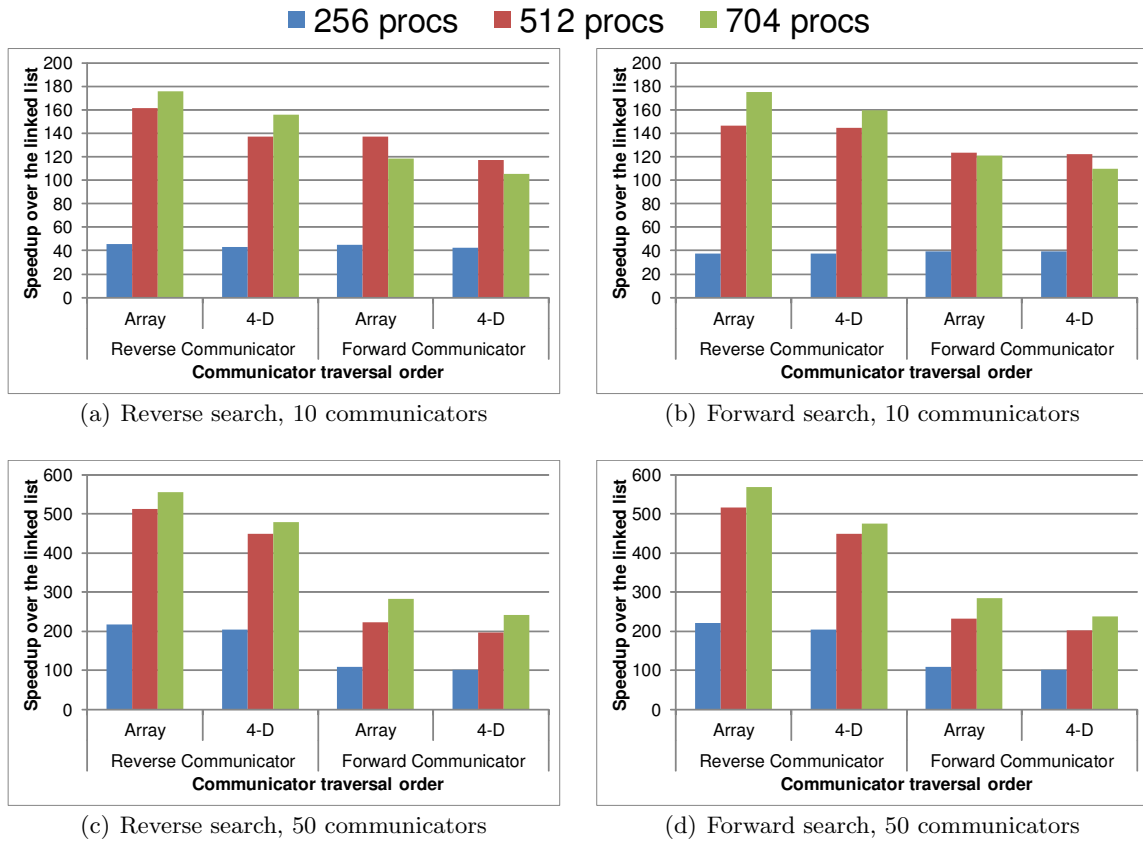 256 procs 512 procs 704 procs
Speedup over the linked list
200
180
160
140
120
100
80
60
40
20
0
Array 4-D Array 4-D
Reverse Communicator Forward Communicator
Communicator traversal order
(a) Reverse search, 10 communicators
Speedup over the linked list
200
180
160
140
120
100
80
60
40
20
0
Array 4-D Array 4-D
Reverse Communicator Forward Communicator
Communicator traversal order
(b) Forward search, 10 communicators
Speedup over the linked list
600
500
400
300
200
100
0
Array 4-D Array 4-D
Reverse Communicator Forward Communicator
Communicator traversal order
(c) Reverse search, 50 communicators
Speedup over the linked list
600
500
400
300
200
100
0
Array 4-D Array 4-D
Reverse Communicator Forward Communicator
Communicator traversal order
(d) Forward search, 50 communicators